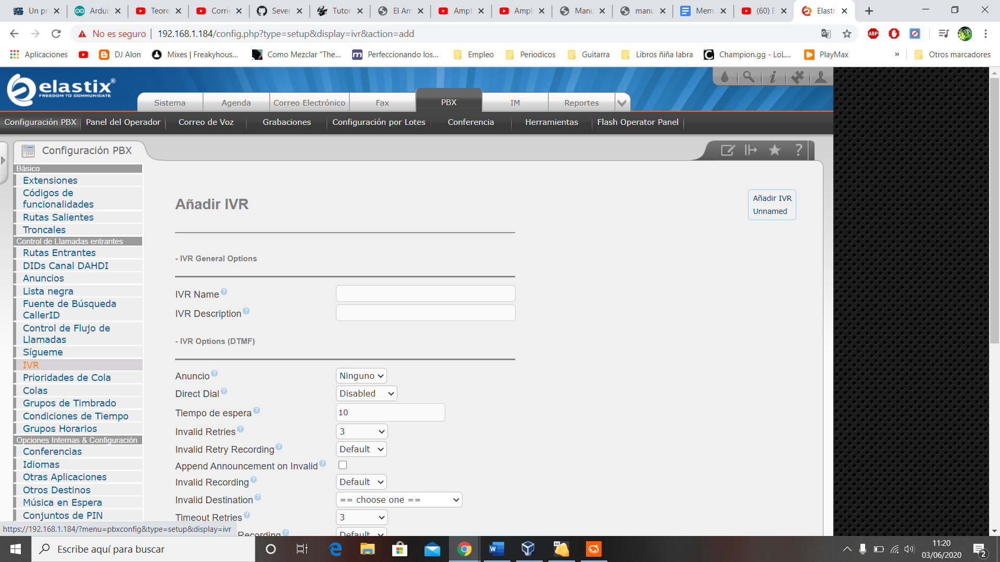 Un pr
Ardui
Teore
Corrie
Sever
Tutor
El Am
Ampl
Ampl
Manu
manu
Mem
(60) E
Elasti
No es seguro
192.168.1.184/config.php?type=setup&display=ivr&action=add
Aplicaciones
DJ Alon
Mixes | Freakyhous...
Como Mezclar "The...
Perfeccionando los...
Empleo
Periodicos
Guitarra
Libros ñiña labra
Champion.gg - LoL...
PlayMax
»
Otros marcadores
elastix®
FREEDOM TO COMMUNICATE
Sistema
Agenda
Correo Electrónico
Fax
PBX
IM
Reportes
Configuración PBX
Panel del Operador
Correo de Voz
Grabaciones
Configuración por Lotes
Conferencia
Herramientas
Flash Operator Panel
Configuración PBX
Básico
Extensiones
Códigos de
funcionalidades
Rutas Salientes
Troncales
Control de Llamadas entrantes
Rutas Entrantes
DIDs Canal DAHDI
Anuncios
Lista negra
Fuente de Búsqueda
CallerID
Control de Flujo de
Llamadas
Sígueme
IVR
Prioridades de Cola
Colas
Grupos de Timbrado
Condiciones de Tiempo
Grupos Horarios
Opciones Internas & Configuración
Conferencias
Idiomas
Otras Aplicaciones
Otros Destinos
Música en Espera
Conjuntos de PIN
Añadir IVR
Añadir IVR
Unnamed
- IVR General Options
IVR Name
IVR Description
- IVR Options (DTMF)
Anuncio Ninguno
Direct Dial Disabled
Tiempo de espera 10
Invalid Retries 3
Invalid Retry Recording Default
Append Announcement on Invalid
Invalid Recording Default
Invalid Destination == choose one ==
Timeout Retries 3
Recording Default
https://192.168.1.184/?menu=pbxconfig&type=setup&display=ivr
Escribe aquí para buscar
11:20
03/06/2020
2